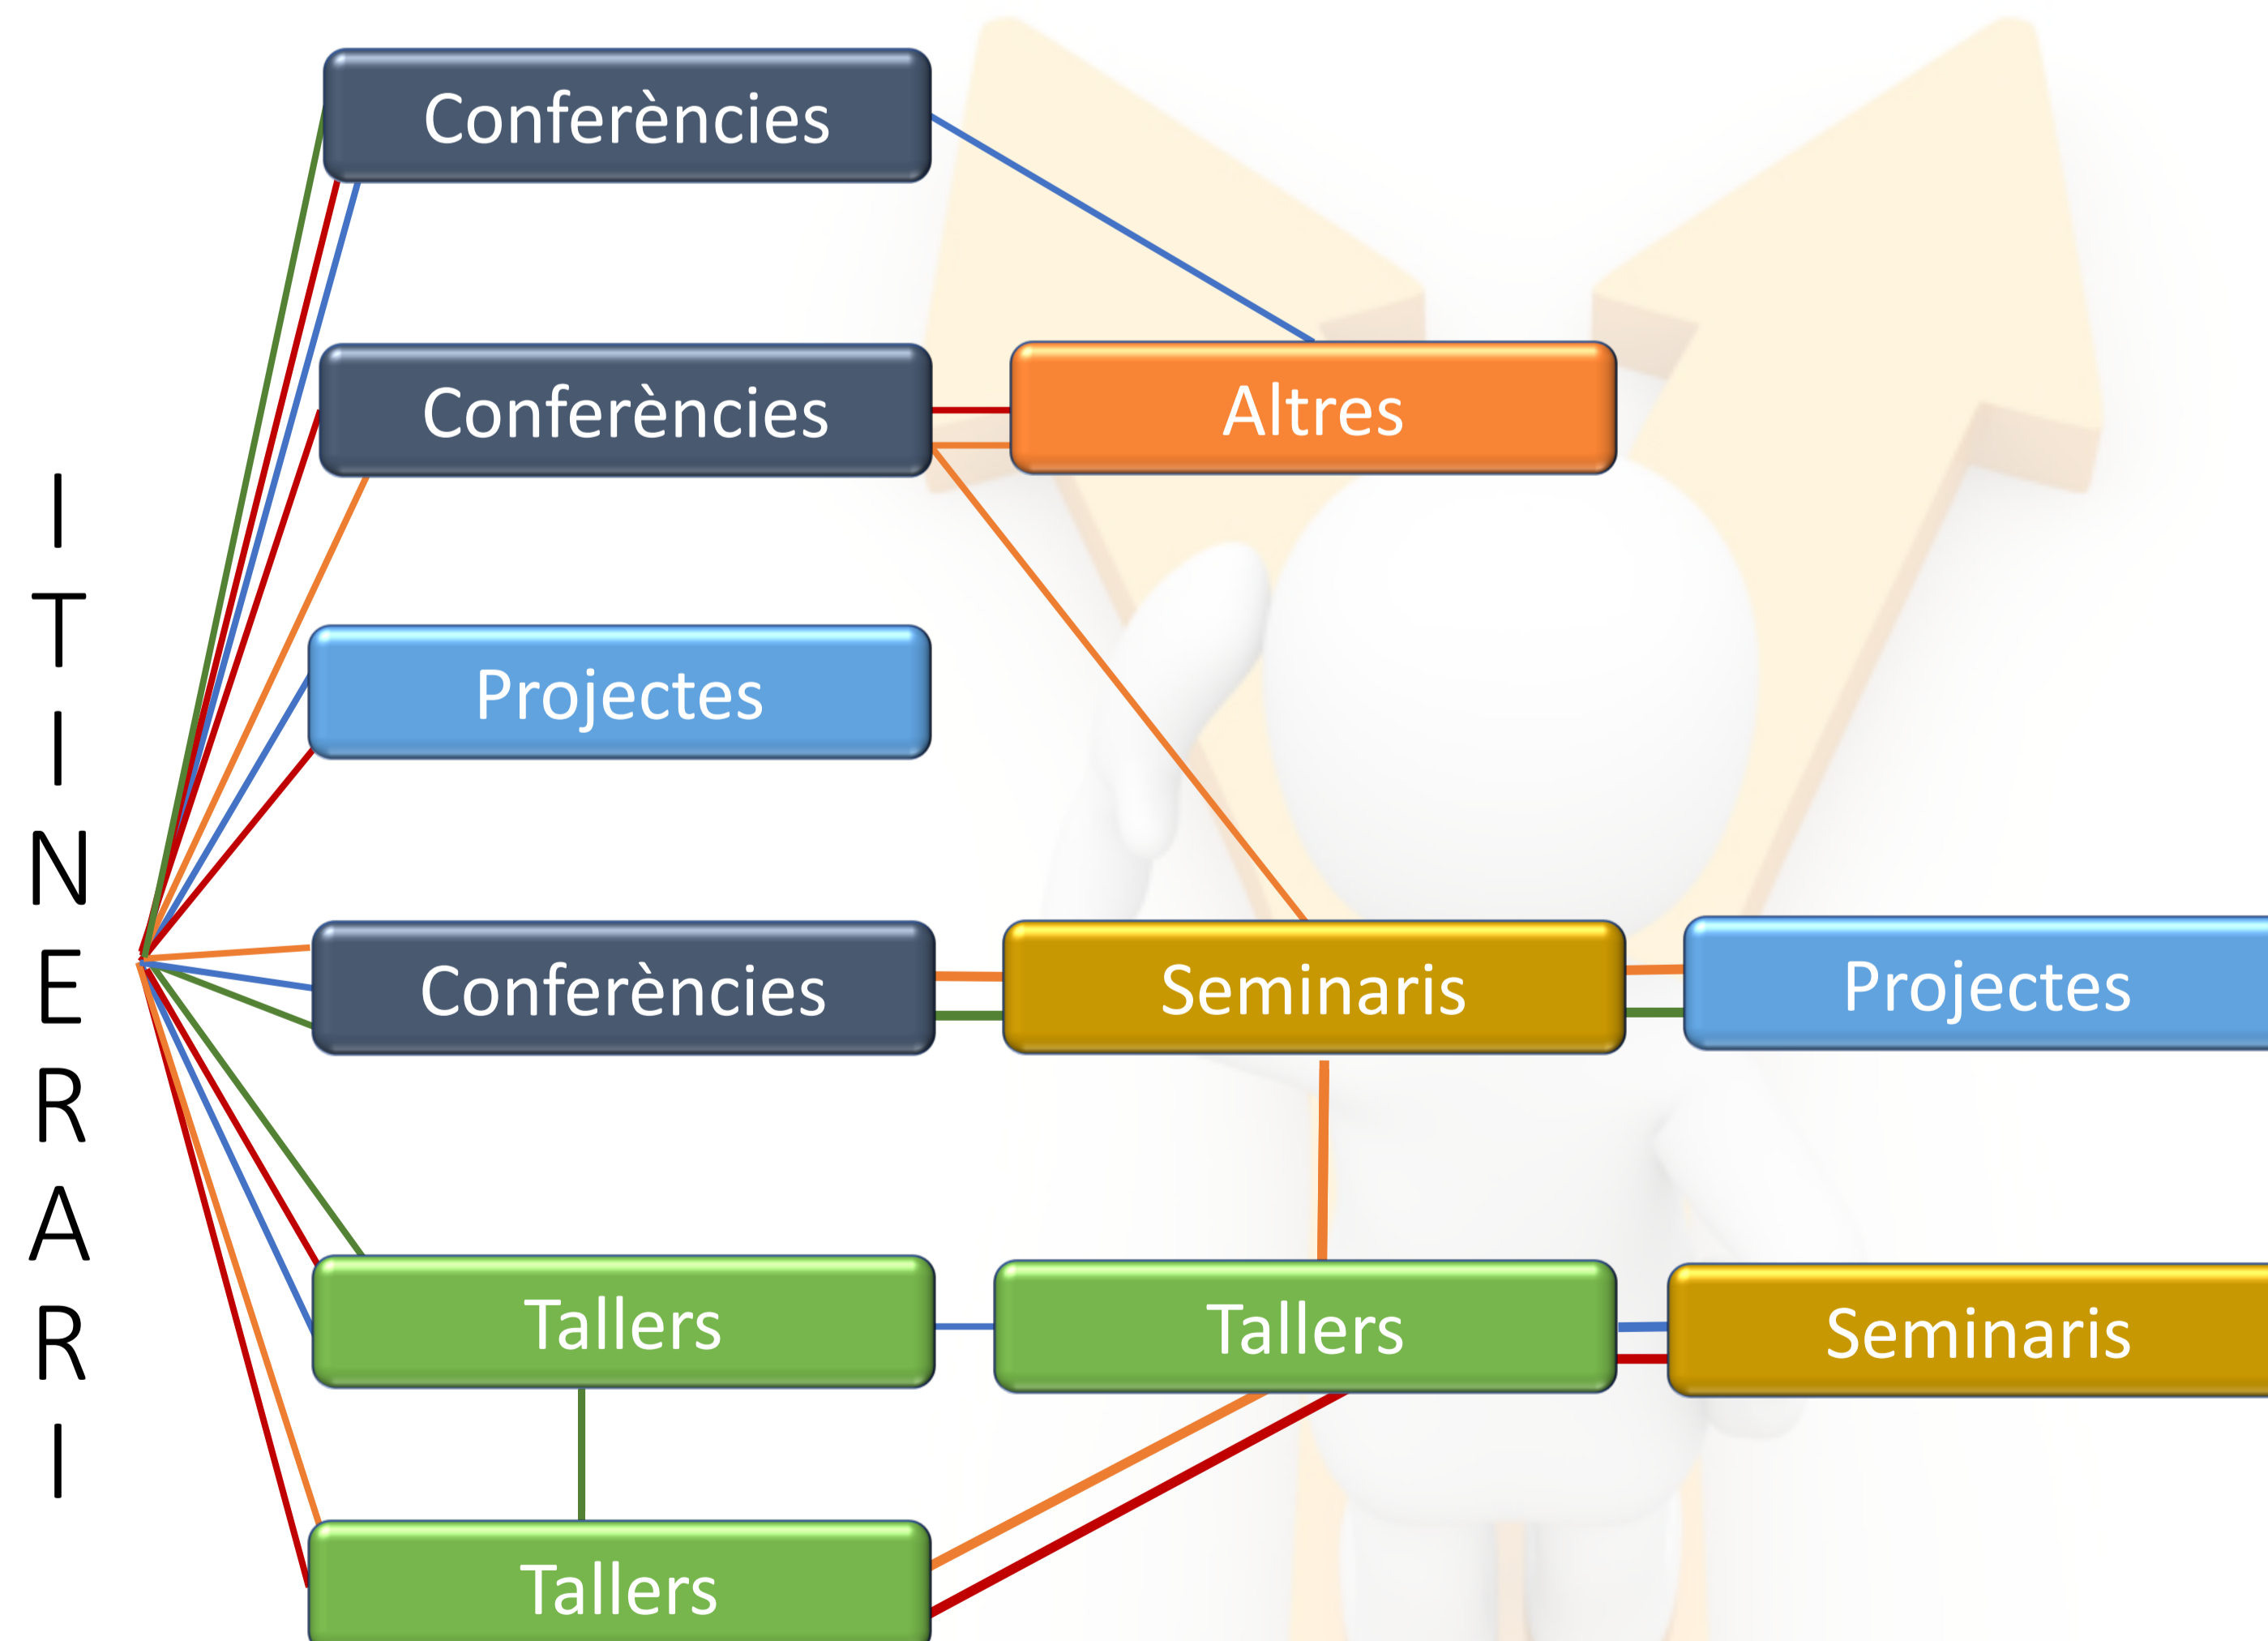 ITINERARI
Conferències
Conferències
Altres
Projectes
Conferències
Seminaris
Projectes
Tallers
Tallers
Seminaris
Tallers